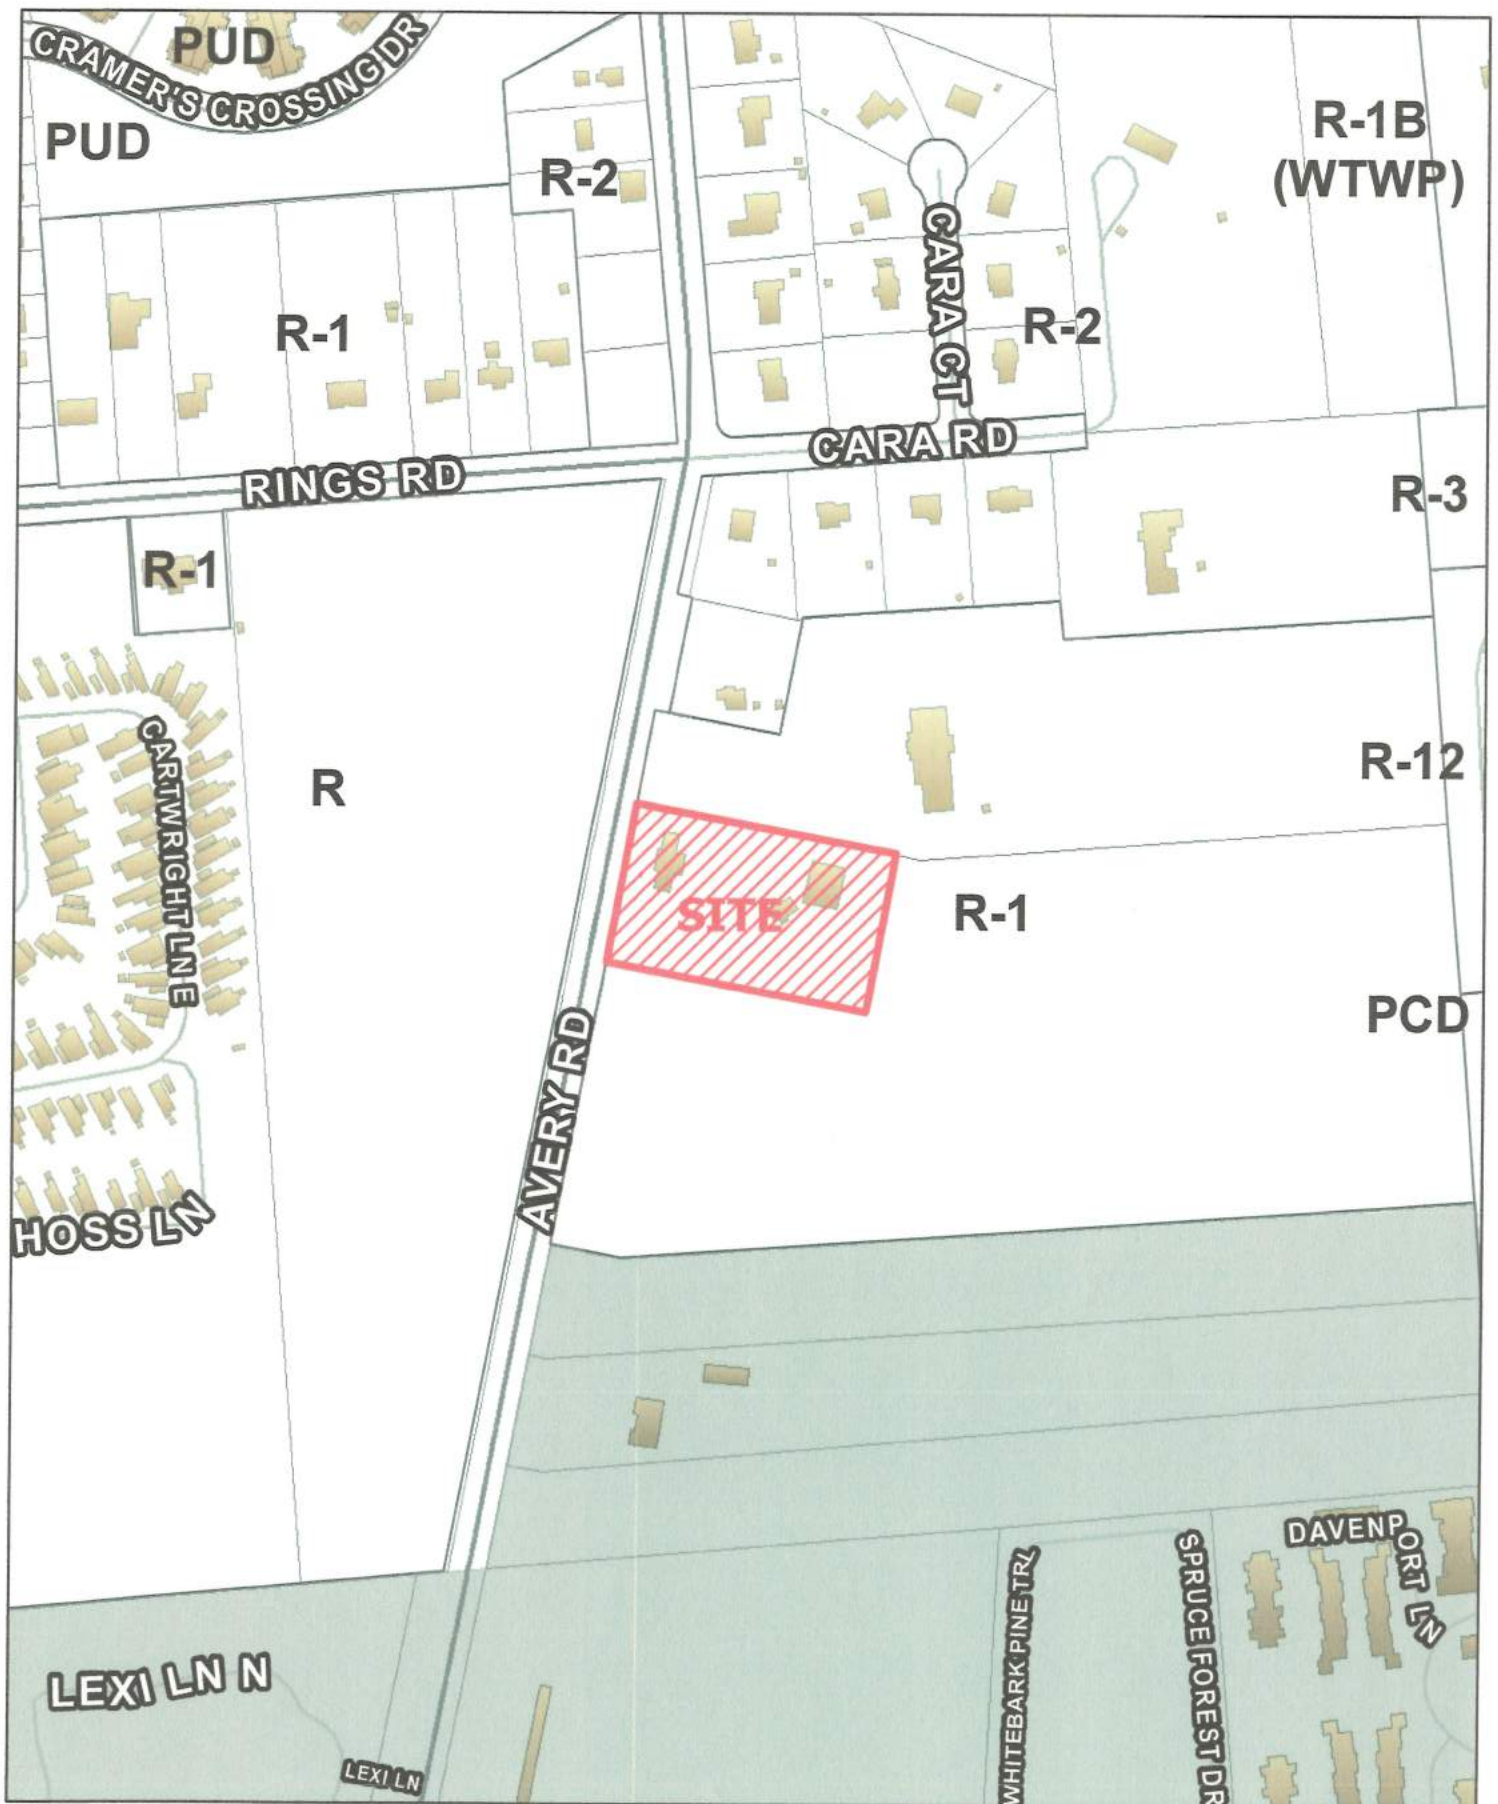 PUD
CRAMER'S CROSSING DR
PUD
R-1B
(WTWP)
R-2
CARA CT
R-1
R-2
CARA RD
RINGS RD
R-3
R-1
CARTWRIGHT LN E
R
R-12
SITE
R-1
PCD
AVERY RD
HOSS LN
DAVENPORT LN
WHITEBARK PINE TRL
SPRUCE FOREST DR
LEXI LN N
LEXI LN